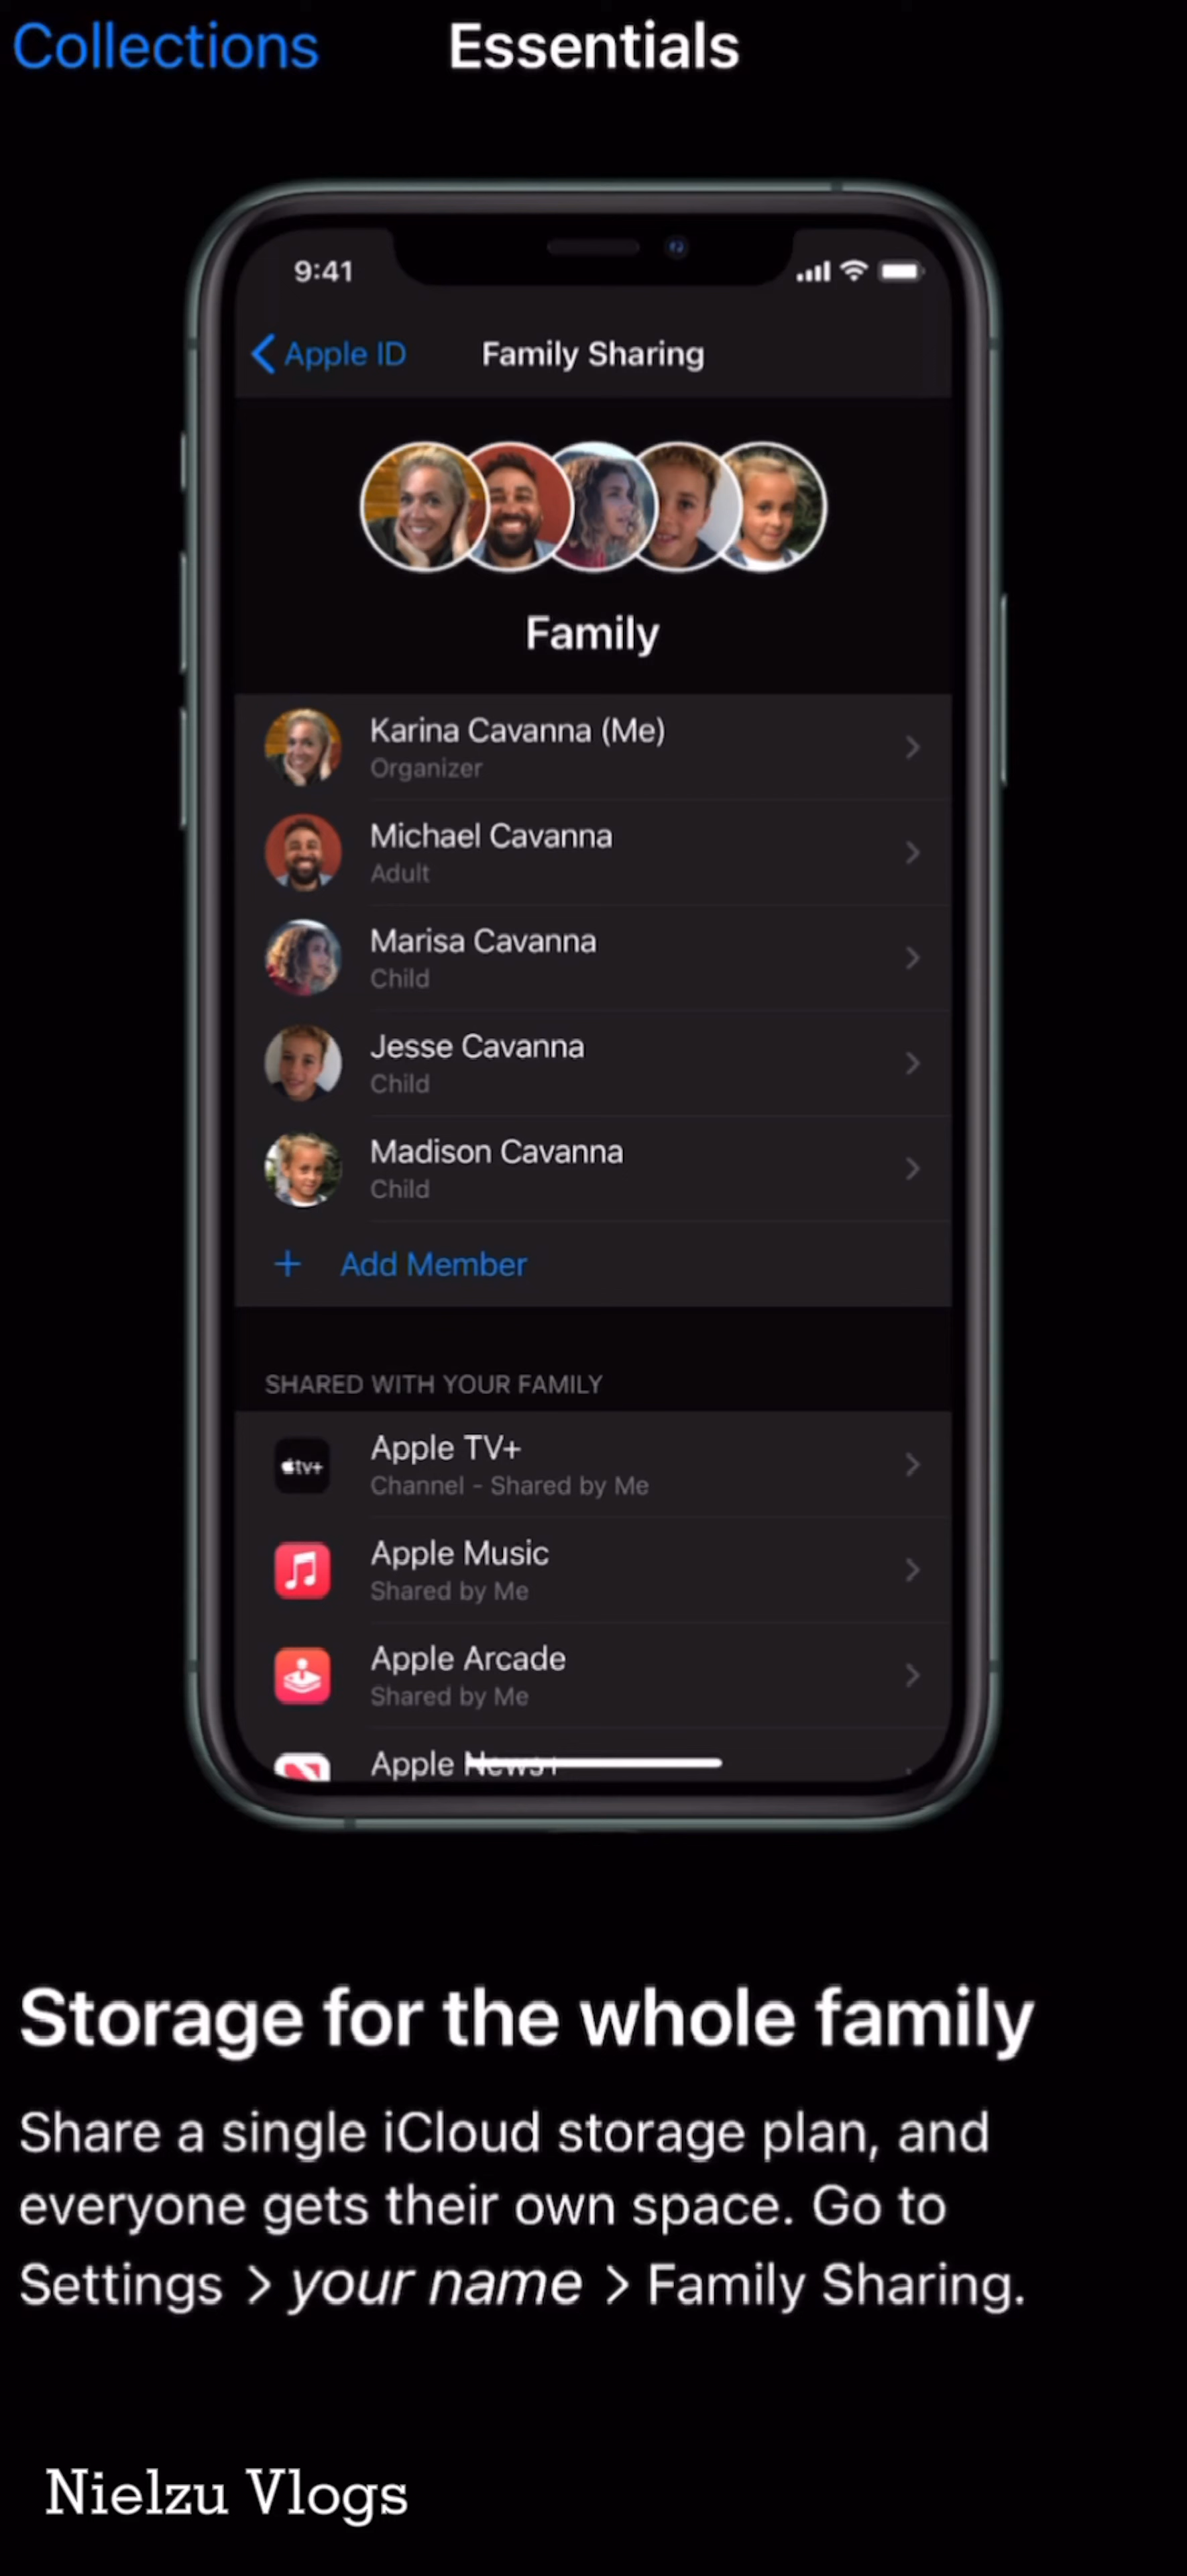 Collections Essentials
9:41
Apple ID Family Sharing
Family
Karina Cavanna (Me)
Organizer
Michael Cavanna
Adult
Marisa Cavanna
Child
Jesse Cavanna
Child
Madison Cavanna
Child
+ Add Member
SHARED WITH YOUR FAMILY
tv+
Apple TV+
Channel - Shared by Me
Apple Music
Shared by Me
Apple Arcade
Shared by Me
Apple News+
Storage for the whole family
Share a single iCloud storage plan, and
everyone gets their own space. Go to
Settings > your name > Family Sharing.
Nielzu Vlogs